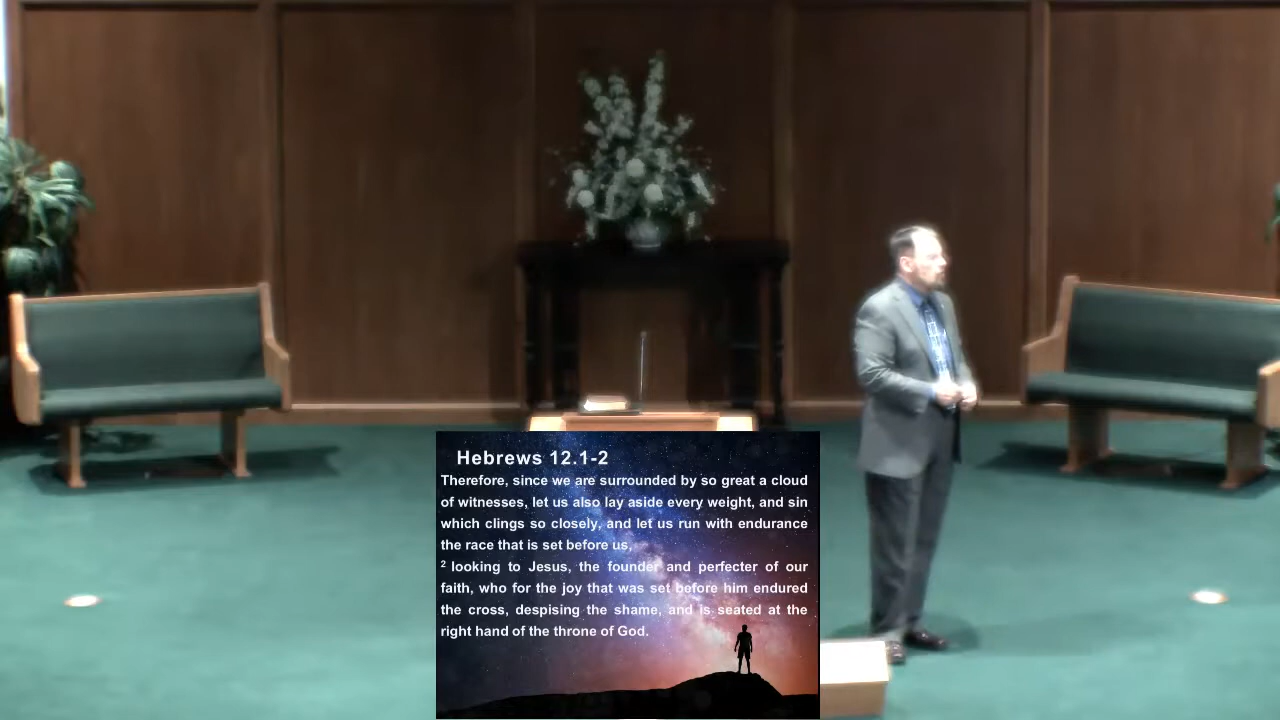 Hebrews 12.1-2
Therefore, since we are surrounded by so great a cloud
of witnesses, let us also lay aside every weight, and sin
which clings so closely, and let us run with endurance
the race that is set before us,
2 looking to Jesus, the founder and perfecter of our
faith, who for the joy that was set before him endured
the cross, despising the shame, and is seated at the
right hand of the throne of God.